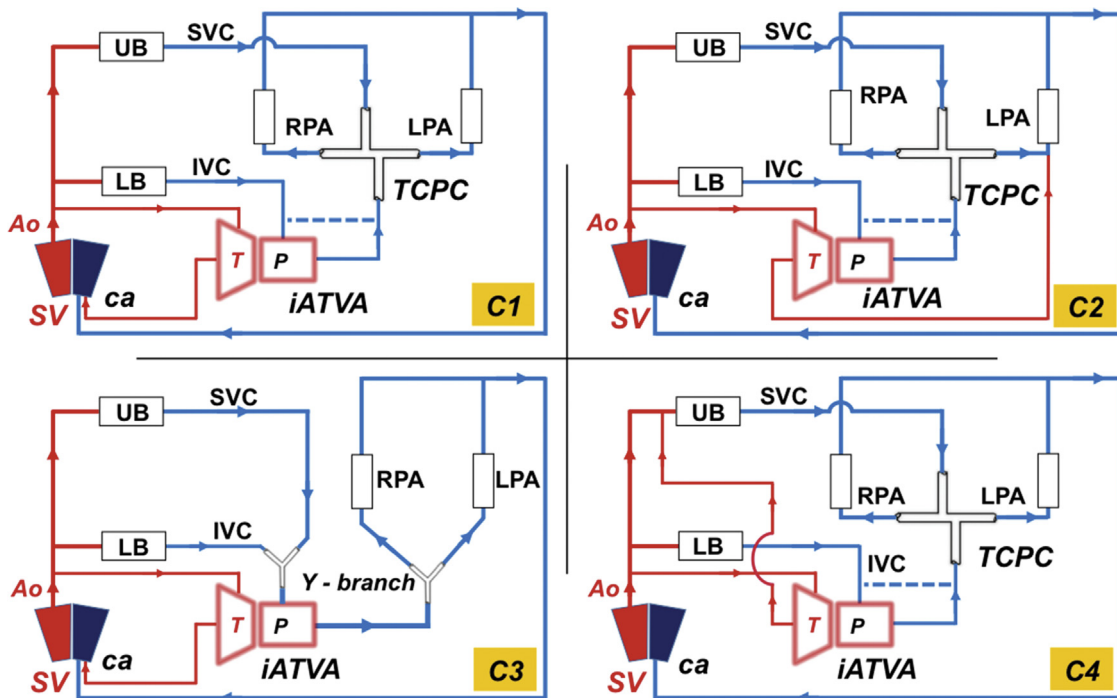 UB
SVC
RPA
LPA
LB
IVC
TCPC
Ao
T
P
ca
SV
iATVA
C1
UB
SVC
RPA
LPA
LB
IVC
TCPC
Ao
T
P
ca
SV
iATVA
C2
UB
SVC
RPA
LPA
LB
IVC
Y - branch
Ao
T
P
ca
SV
iATVA
C3
UB
SVC
RPA
LPA
LB
IVC
TCPC
Ao
T
P
ca
SV
iATVA
C4